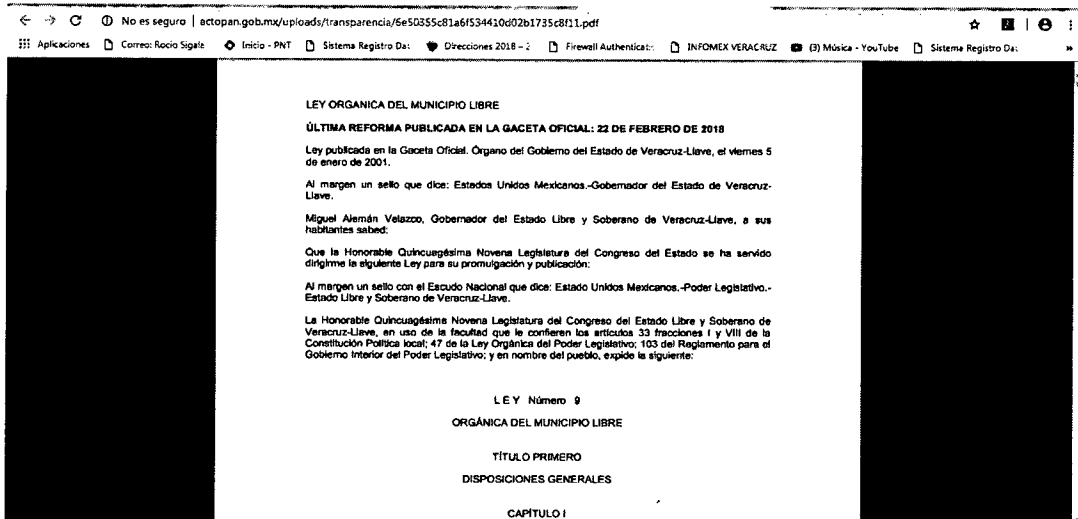 No es seguro | actopan.gob.mx/uploads/transparencia/6e50355c81a6f534410d02b1735c8f11.pdf
Aplicaciones Correo: Rocio Sigale Inicio - PNT Sistema Registro Da: Direcciones 2018 – 2 Firewall Authenticat: INFOMEX VERACRUZ (3) Música - YouTube Sistema Registro Da: »
LEY ORGANICA DEL MUNICIPIO LIBRE
ÚLTIMA REFORMA PUBLICADA EN LA GACETA OFICIAL: 22 DE FEBRERO DE 2018
Ley publicada en la Gaceta Oficial. Órgano del Gobierno del Estado de Veracruz-Llave, el viernes 5
de enero de 2001.
Al margen un sello que dice: Estados Unidos Mexicanos.-Gobernador del Estado de Veracruz-
Llave.
Miguel Alemán Velazco, Gobernador del Estado Libre y Soberano de Veracruz-Llave, a sus
habitantes sabed:
Que la Honorable Quincuagésima Novena Legislatura del Congreso del Estado se ha servido
dirigirme la siguiente Ley para su promulgación y publicación:
Al margen un sello con el Escudo Nacional que dice: Estado Unidos Mexicanos.-Poder Legislativo.-
Estado Libre y Soberano de Veracruz-Llave.
La Honorable Quincuagésima Novena Legislatura del Congreso del Estado Libre y Soberano de
Veracruz-Llave, en uso de la facultad que le confieren los artículos 33 fracciones I y VIII de la
Constitución Política local; 47 de la Ley Orgánica del Poder Legislativo; 103 del Reglamento para el
Gobierno Interior del Poder Legislativo; y en nombre del pueblo, expide la siguiente:
L E Y Número 9
ORGÁNICA DEL MUNICIPIO LIBRE
TÍTULO PRIMERO
DISPOSICIONES GENERALES
CAPÍTULO I